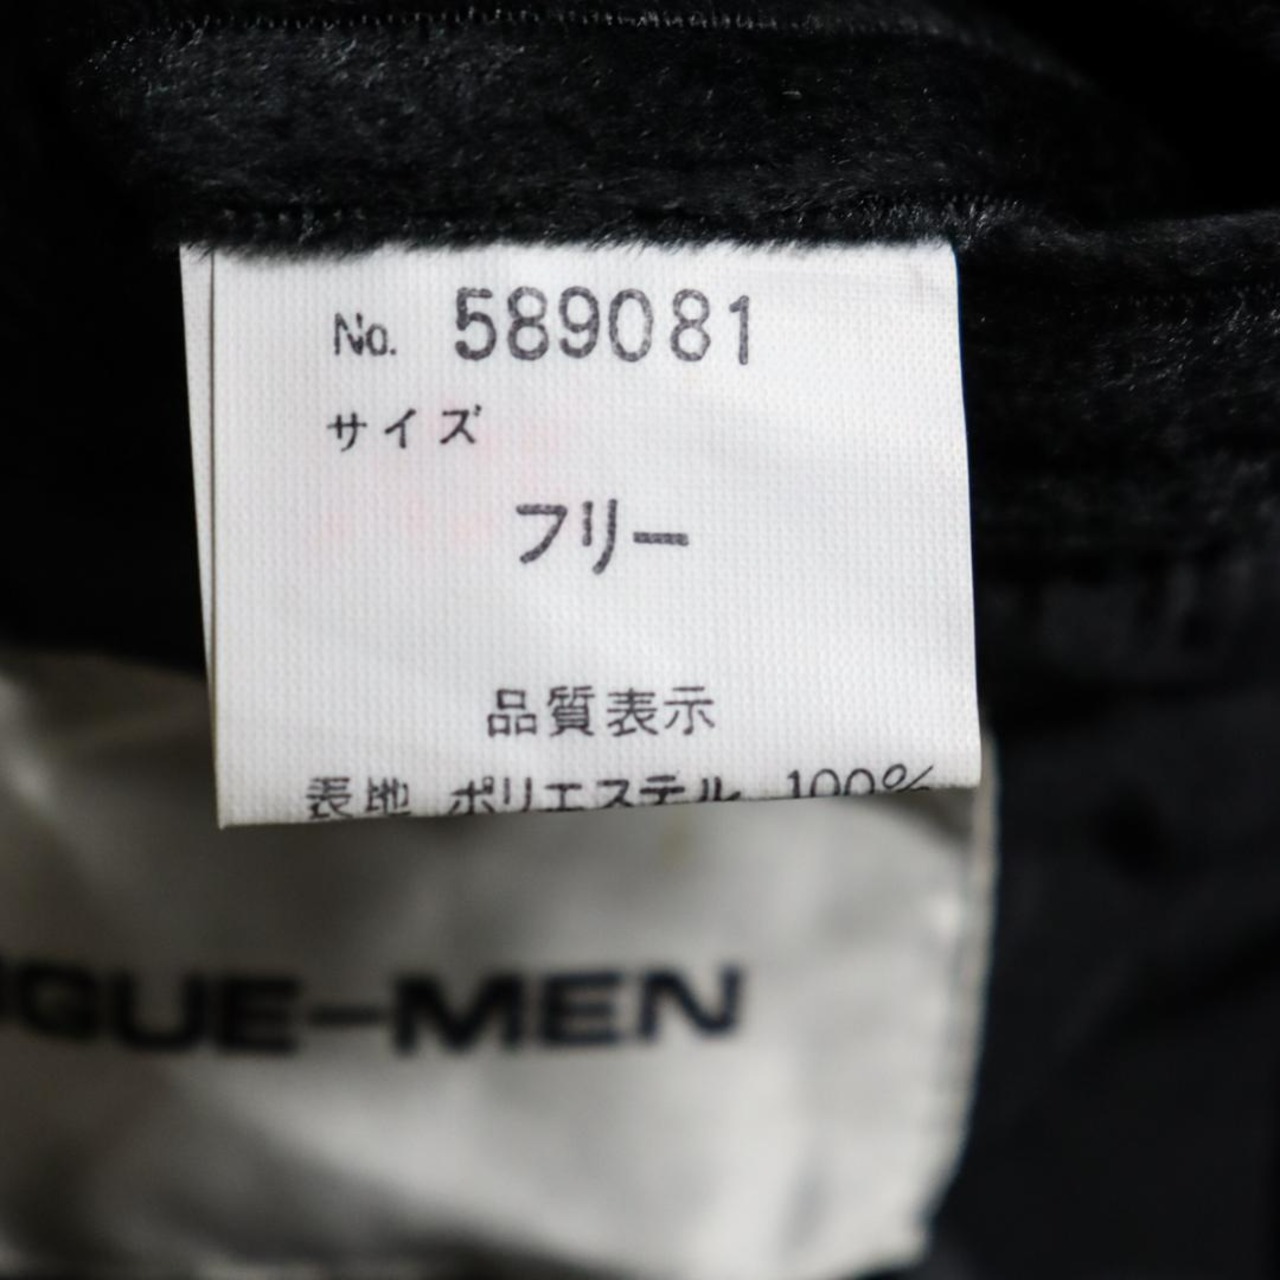 No. 589081
サイズ
フリー
品質表示
表地 ポリエステル 100%
GUE-MEN